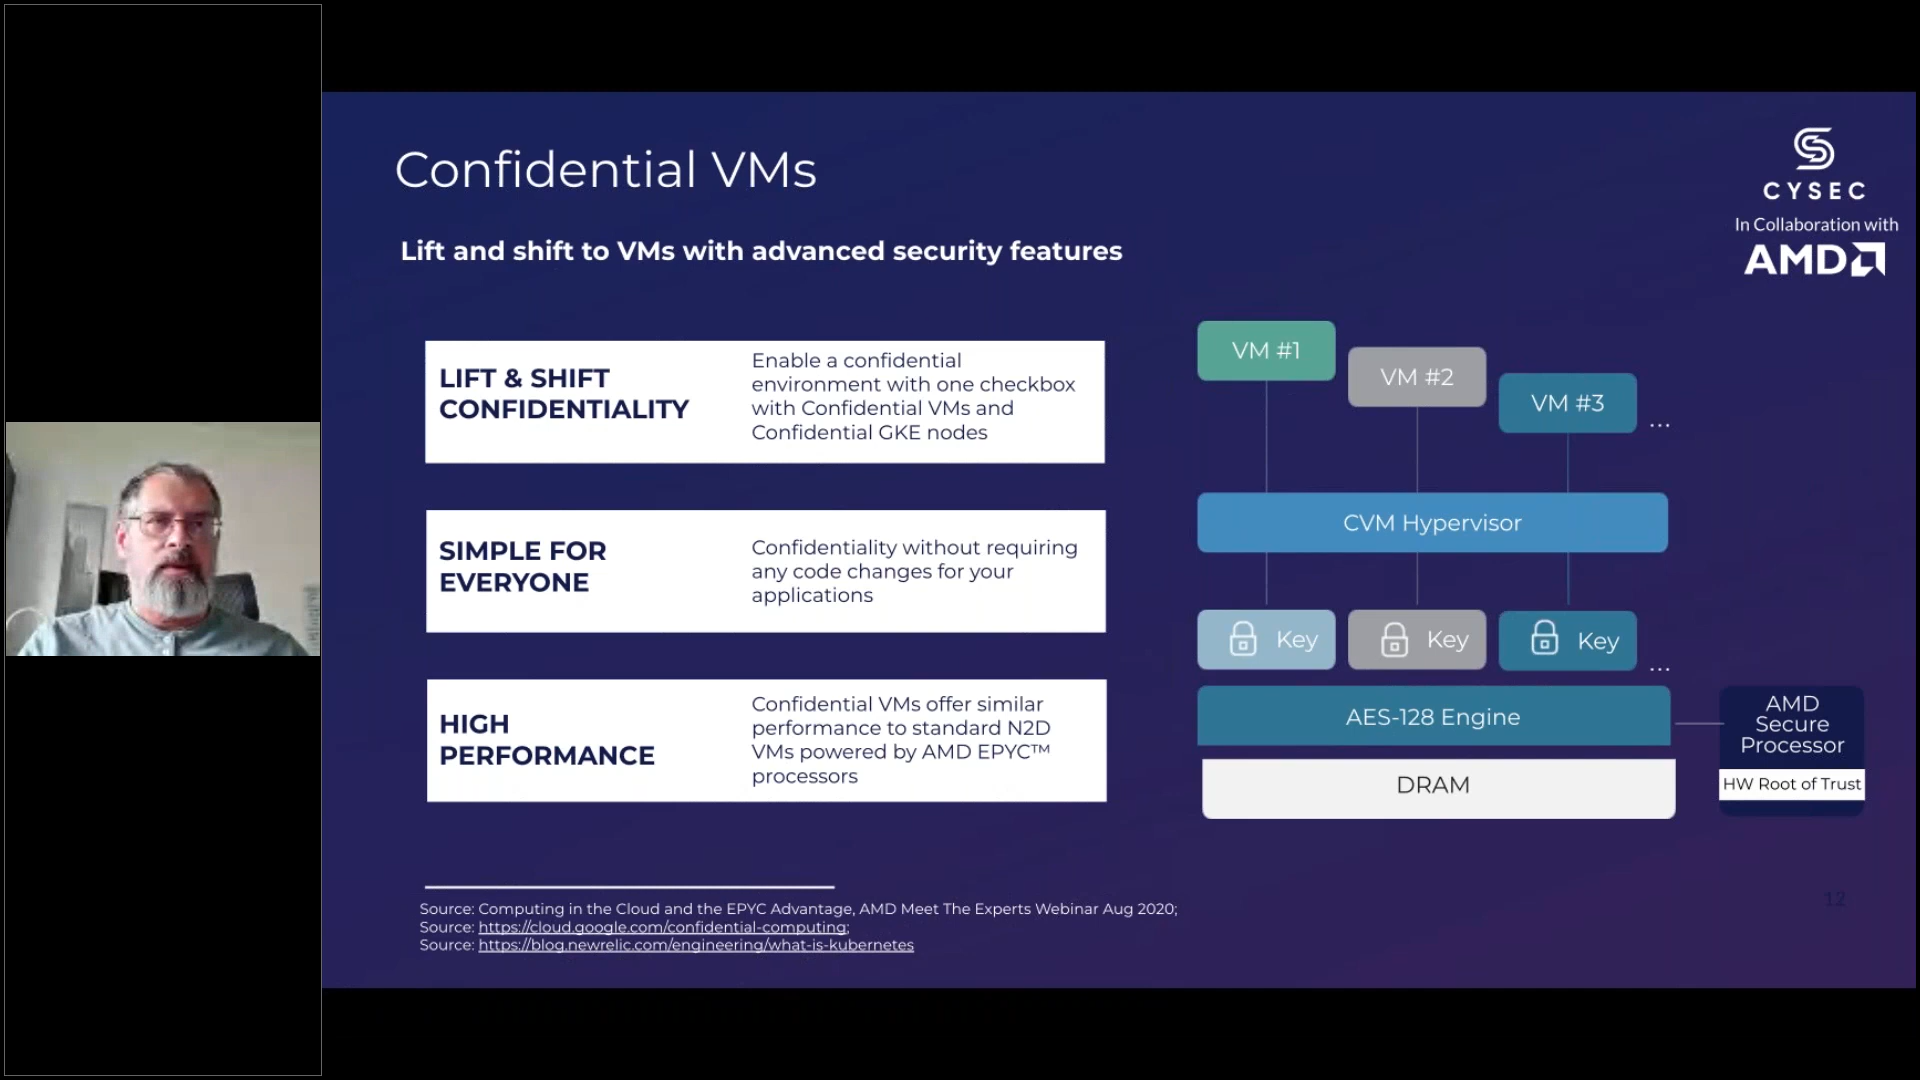 Confidential VMs
CYSEC
In Collaboration with
AMD
Lift and shift to VMs with advanced security features
LIFT & SHIFT
CONFIDENTIALITY
Enable a confidential
environment with one checkbox
with Confidential VMs and
Confidential GKE nodes
SIMPLE FOR
EVERYONE
Confidentiality without requiring
any code changes for your
applications
HIGH
PERFORMANCE
Confidential VMs offer similar
performance to standard N2D
VMs powered by AMD EPYC™
processors
VM #1
VM #2
VM #3
...
CVM Hypervisor
Key
Key
Key
...
AES-128 Engine
DRAM
AMD
Secure
Processor
HW Root of Trust
Source: Computing in the Cloud and the EPYC Advantage, AMD Meet The Experts Webinar Aug 2020;
Source: https://cloud.google.com/confidential-computing;
Source: https://blog.newrelic.com/engineering/what-is-kubernetes
12